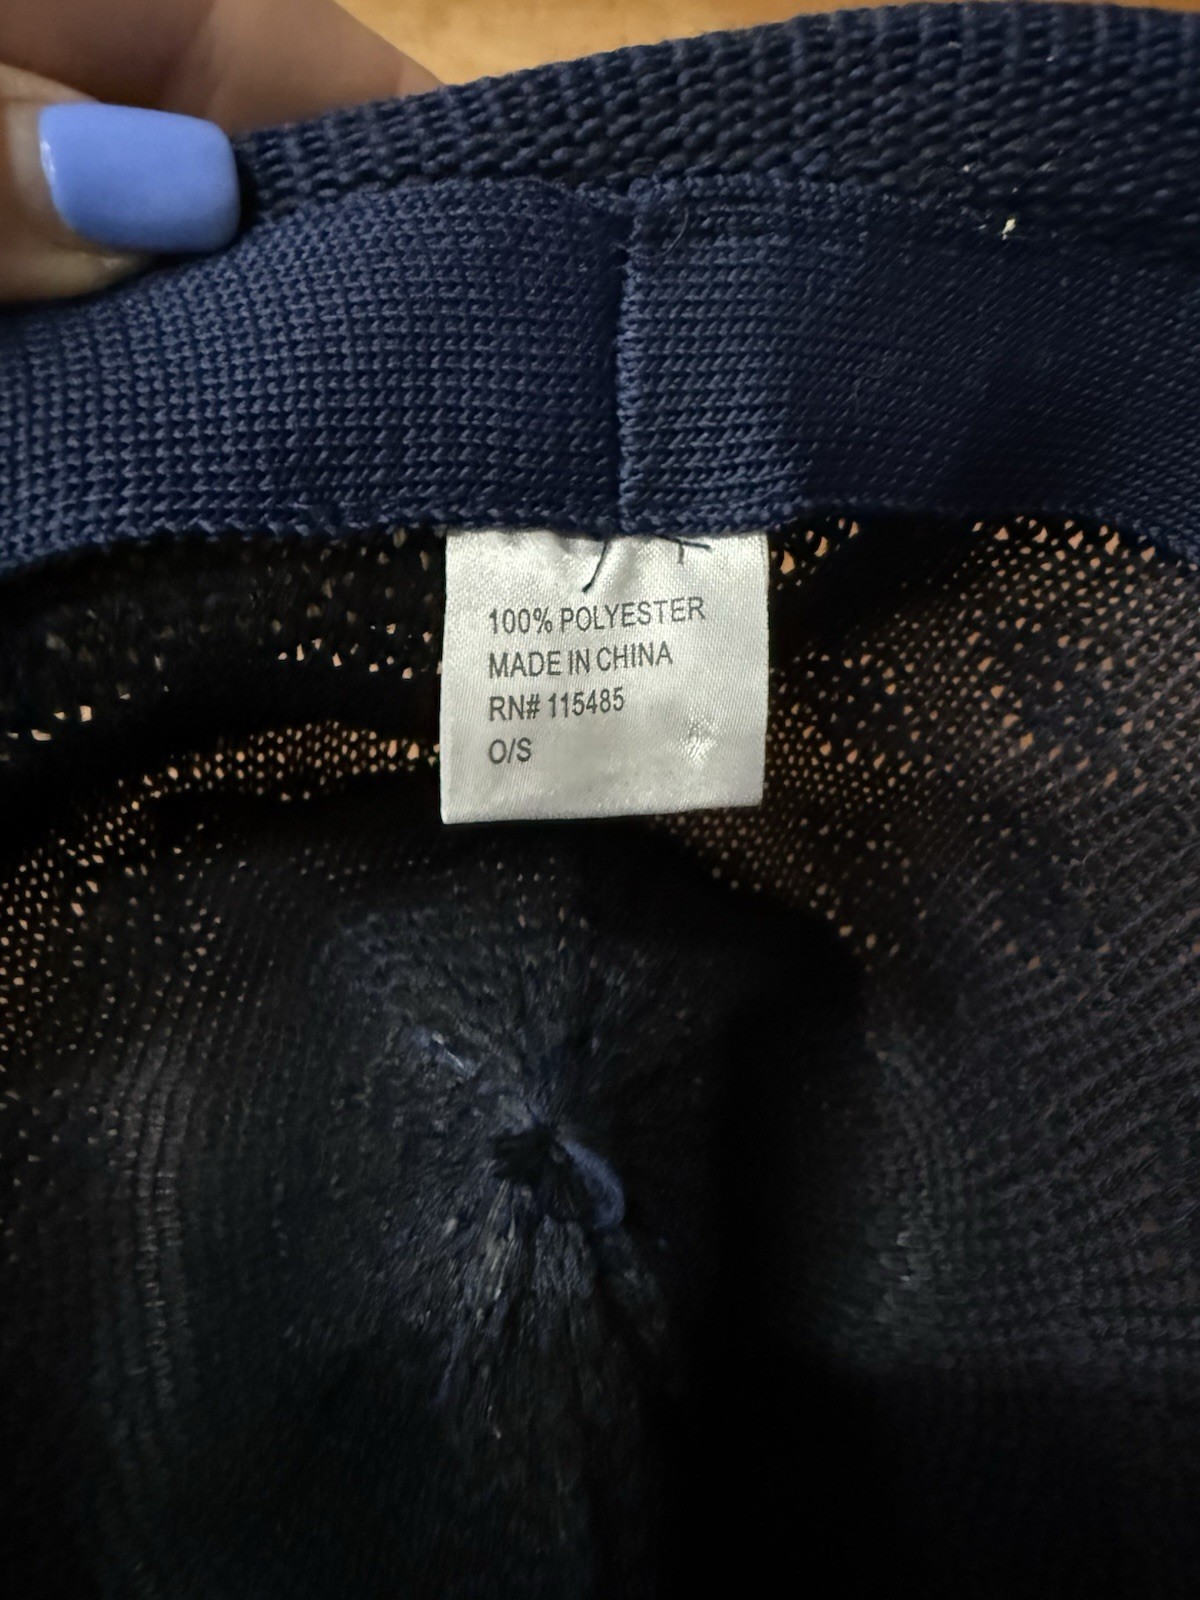 100% POLYESTER
MADE IN CHINA
RN# 115485
O/S